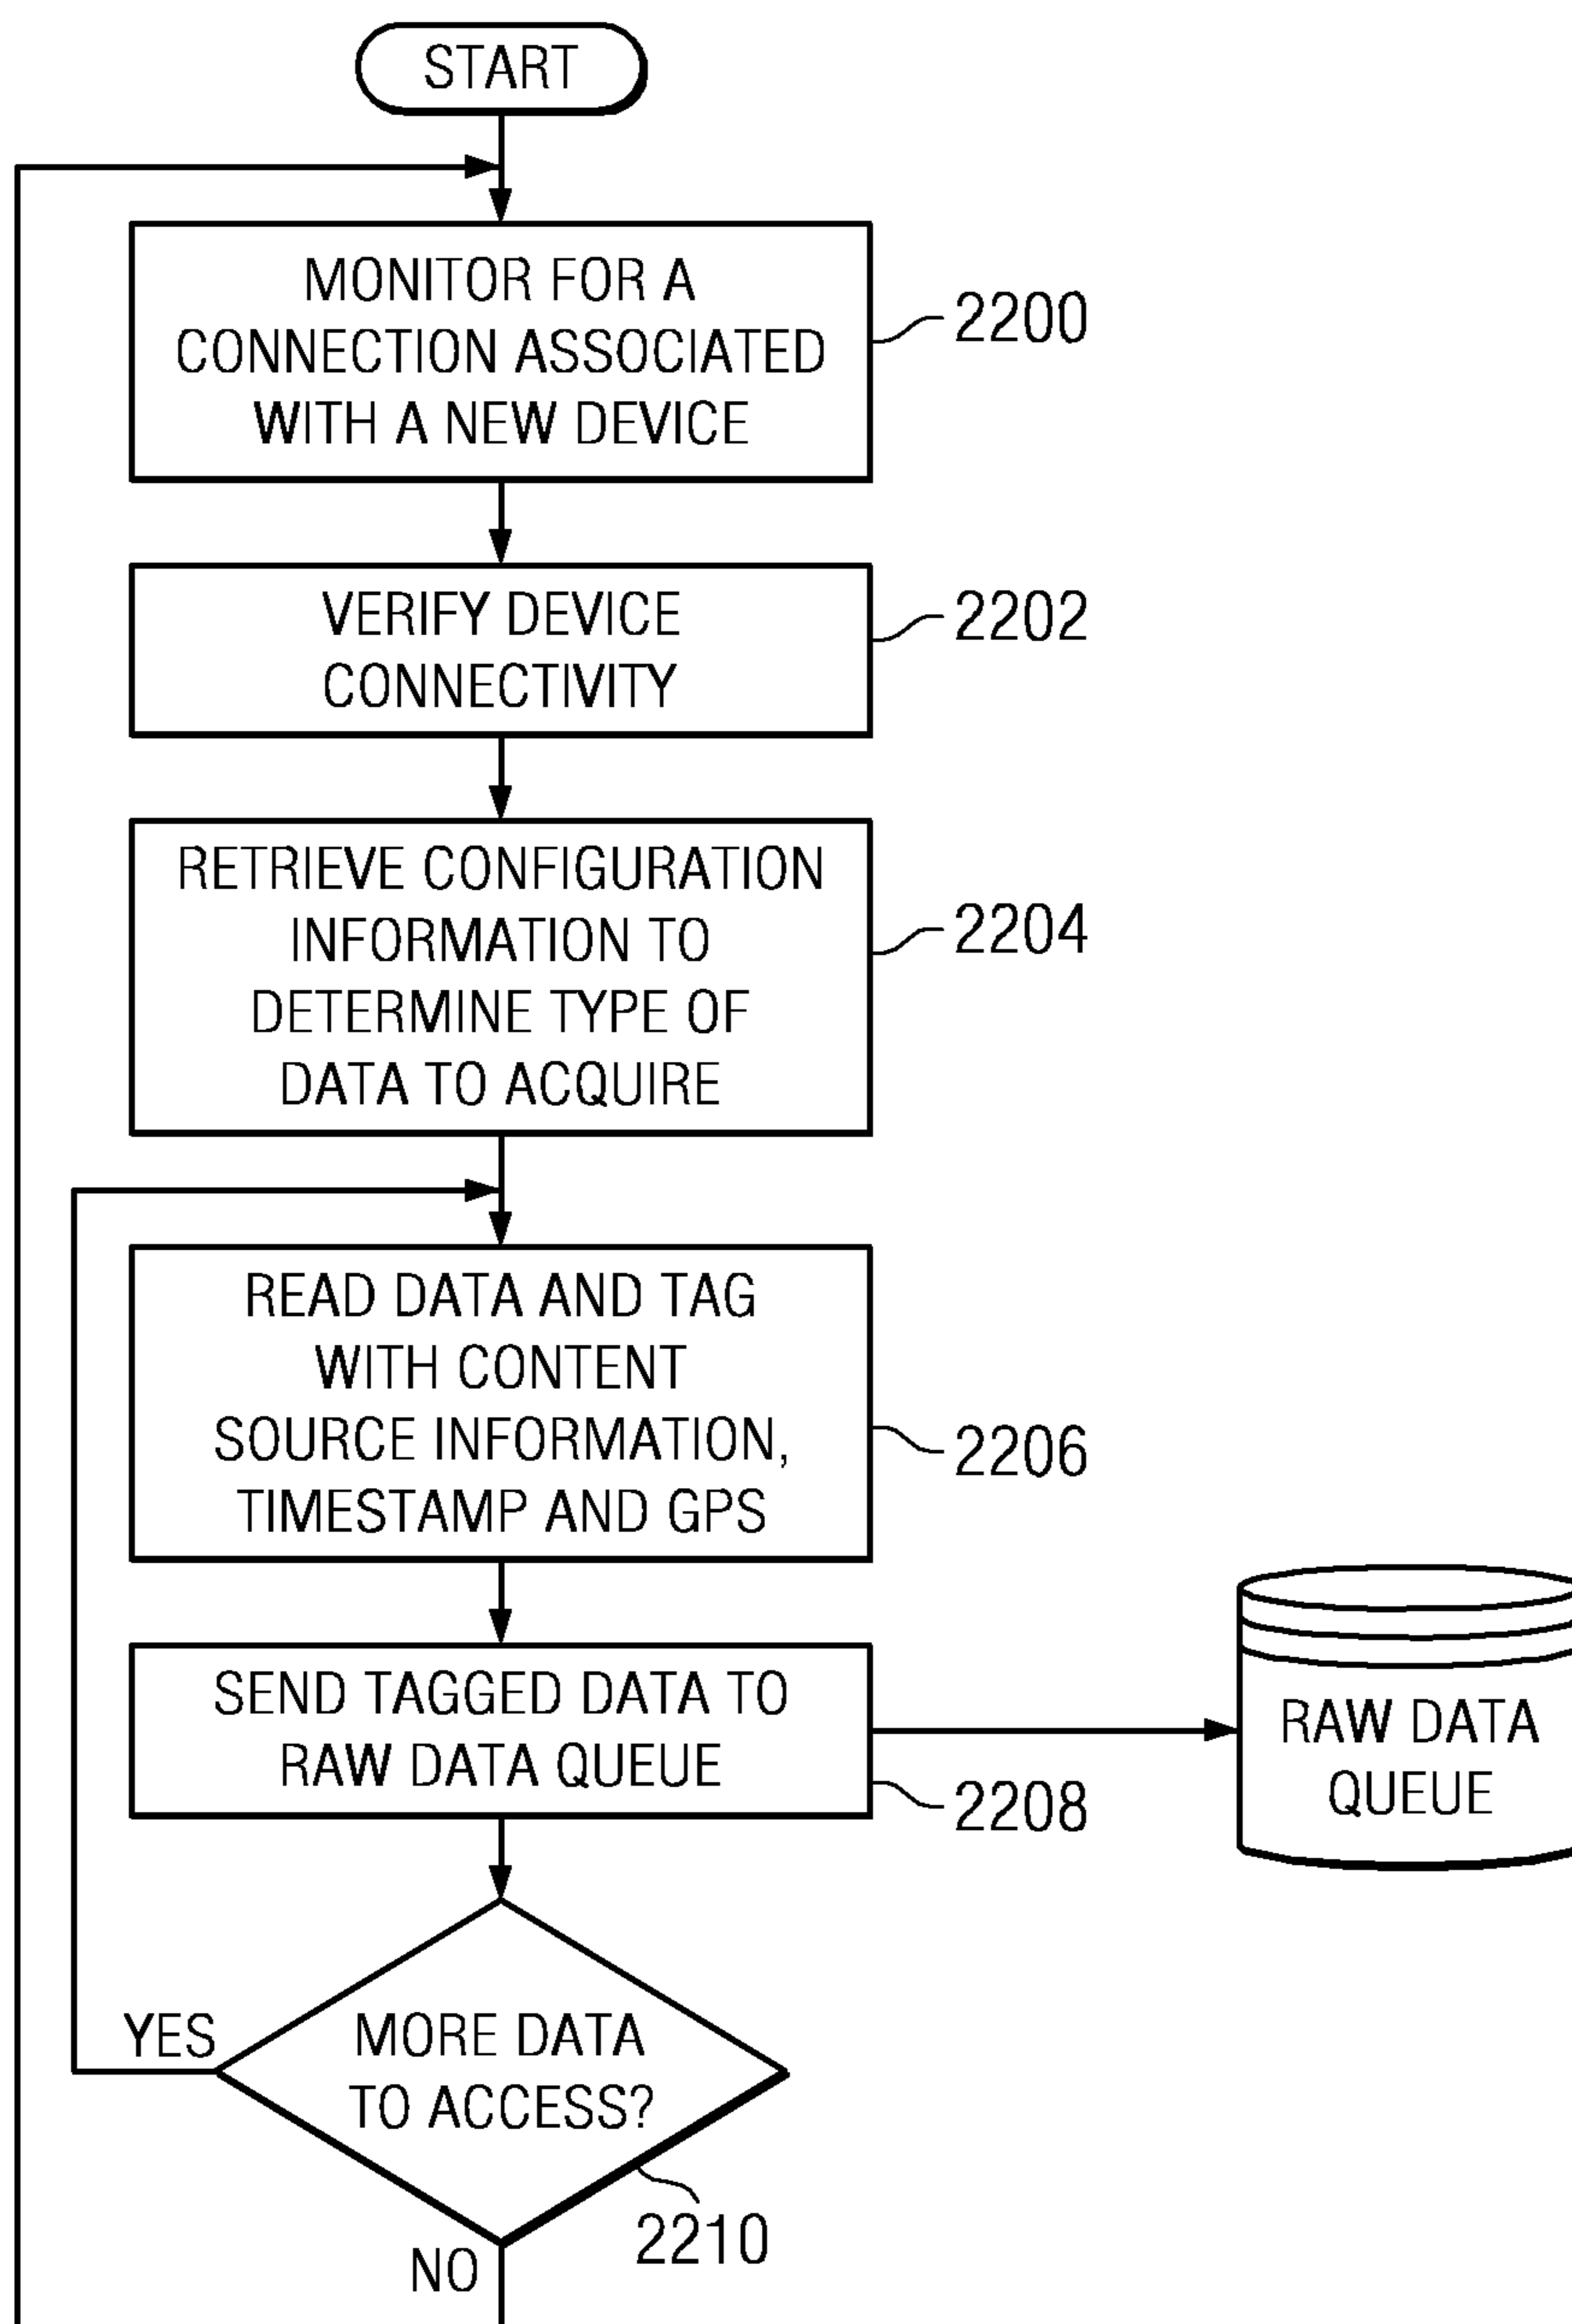 START
MONITOR FOR A
CONNECTION ASSOCIATED
WITH A NEW DEVICE
2200
VERIFY DEVICE
CONNECTIVITY
2202
RETRIEVE CONFIGURATION
INFORMATION TO
DETERMINE TYPE OF
DATA TO ACQUIRE
2204
READ DATA AND TAG
WITH CONTENT
SOURCE INFORMATION,
TIMESTAMP AND GPS
2206
SEND TAGGED DATA TO
RAW DATA QUEUE
2208
RAW DATA
QUEUE
YES
MORE DATA
TO ACCESS?
2210
NO